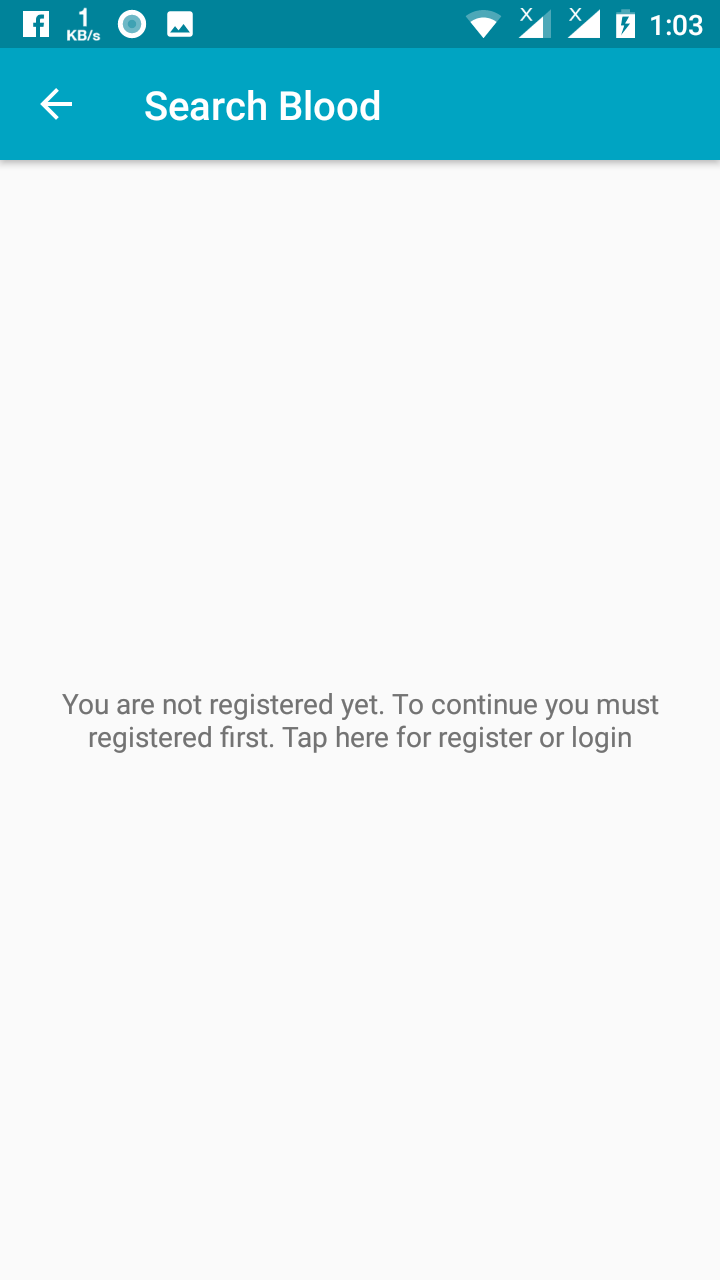 1
KB/s
X
X
1:03
Search Blood
You are not registered yet. To continue you must
registered first. Tap here for register or login